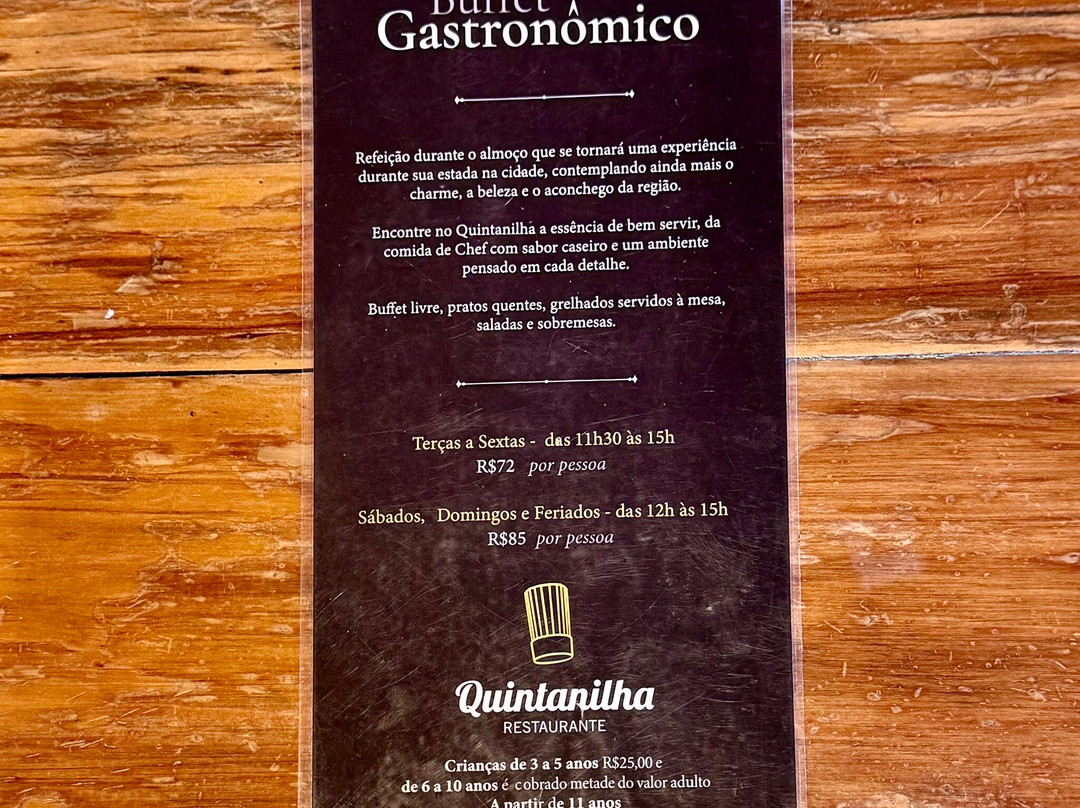 Buffet
Gastronômico
Refeição durante o almoço que se tornará uma experiência
durante sua estada na cidade, contemplando ainda mais o
charme, a beleza e o aconchego da região.
Encontre no Quintanilha a essência de bem servir, da
comida de Chef com sabor caseiro e um ambiente
pensado em cada detalhe.
Buffet livre, pratos quentes, grelhados servidos à mesa,
saladas e sobremesas.
Terças a Sextas - das 11h30 às 15h
R$72 por pessoa
Sábados, Domingos e Feriados - das 12h às 15h
R$85 por pessoa
Quintanilha
RESTAURANTE
Crianças de 3 a 5 anos R$25,00 e
de 6 a 10 anos é cobrado metade do valor adulto
A partir de 11 anos